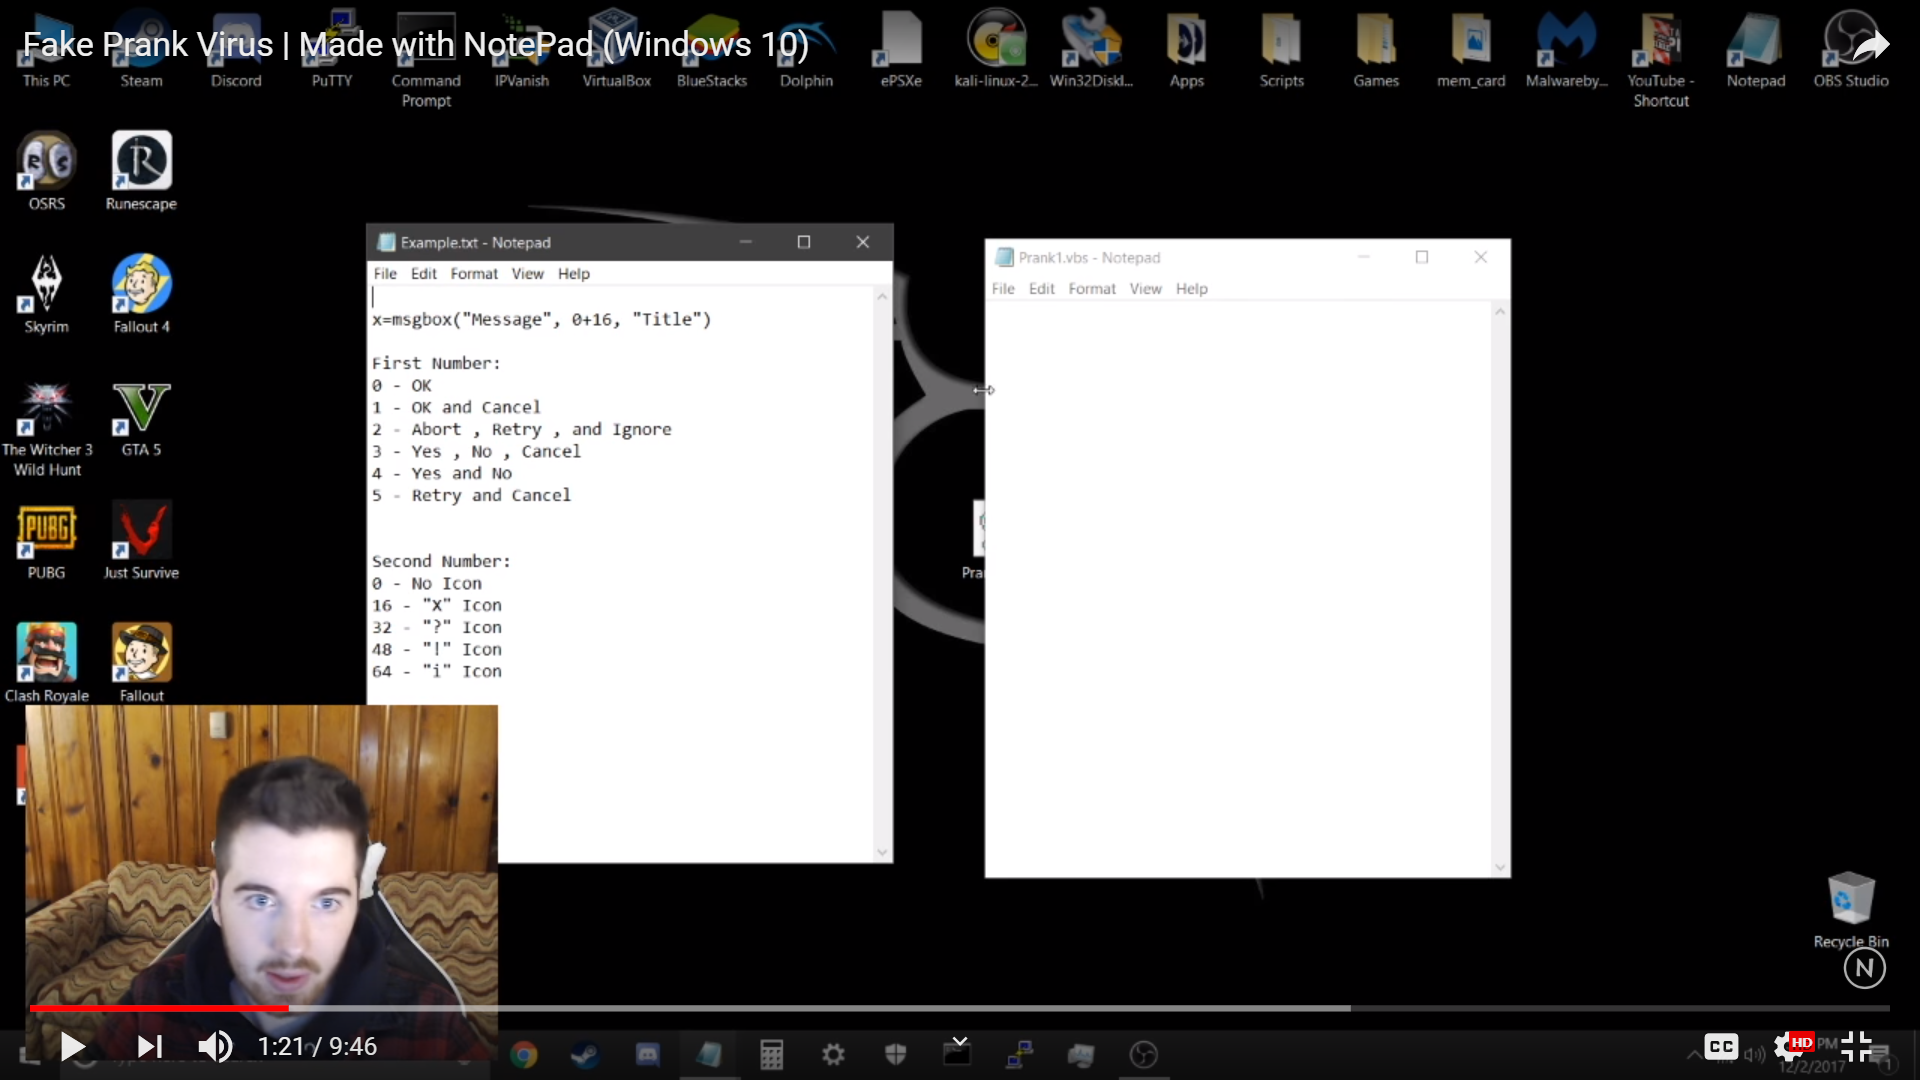 Fake Prank Virus | Made with NotePad (Windows 10)
This PC
Steam
Discord
PuTTY
Command Prompt
IPVanish
VirtualBox
BlueStacks
Dolphin
ePSXe
kali-linux-2...
Win32DiskI...
Apps
Scripts
Games
mem_card
Malwareby...
YouTube - Shortcut
Notepad
OBS Studio
OSRS
Runescape
Skyrim
Fallout 4
The Witcher 3 Wild Hunt
GTA 5
PUBG
Just Survive
Clash Royale
Fallout
Example.txt - Notepad
File Edit Format View Help
x=msgbox("Message", 0+16, "Title")
First Number:
0 - OK
1 - OK and Cancel
2 - Abort , Retry , and Ignore
3 - Yes , No , Cancel
4 - Yes and No
5 - Retry and Cancel
Second Number:
0 - No Icon
16 - "X" Icon
32 - "?" Icon
48 - "!" Icon
64 - "i" Icon
Prank1.vbs - Notepad
File Edit Format View Help
Pra
Recycle Bin
N
1:21 / 9:46
CC
HD
PM
12/2/2017